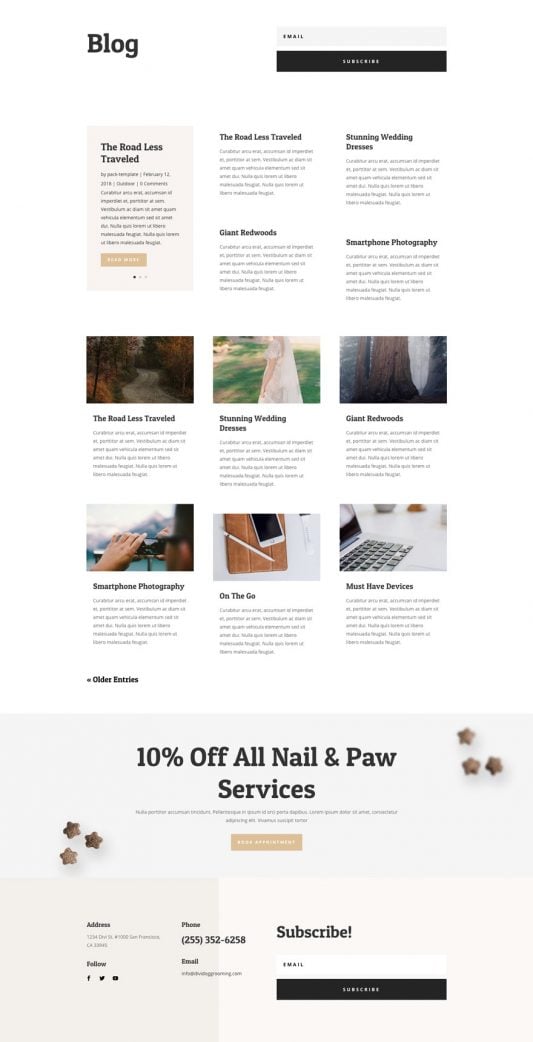 Blog
EMAIL
SUBSCRIBE
The Road Less
Traveled
by pack-template | February 12,
2018 | Outdoor | 0 Comments
Curabitur arcu erat, accumsan id
imperdiet et, porttitor at sem.
Vestibulum ac diam sit amet quam
vehicula elementum sed sit amet
amet dui. Nulla quis lorem ut libero
malesuada feugiat. Nulla quis lorem
ut libero malesuada feugiat.
READ MORE
The Road Less Traveled
Curabitur arcu erat, accumsan id imperdiet
et, porttitor at sem. Vestibulum ac diam sit
amet quam vehicula elementum sed sit
amet dui. Nulla quis lorem ut libero
malesuada feugiat. Nulla quis lorem ut
libero malesuada feugiat.
Stunning Wedding
Dresses
Curabitur arcu erat, accumsan id imperdiet
et, porttitor at sem. Vestibulum ac diam sit
amet quam vehicula elementum sed sit
amet dui. Nulla quis lorem ut libero
malesuada feugiat. Nulla quis lorem ut
libero malesuada feugiat.
Giant Redwoods
Curabitur arcu erat, accumsan id imperdiet
et, porttitor at sem. Vestibulum ac diam sit
amet quam vehicula elementum sed sit
amet dui. Nulla quis lorem ut libero
malesuada feugiat. Nulla quis lorem ut
libero malesuada feugiat.
Smartphone Photography
Curabitur arcu erat, accumsan id imperdiet
et, porttitor at sem. Vestibulum ac diam sit
amet quam vehicula elementum sed sit
amet dui. Nulla quis lorem ut libero
malesuada feugiat. Nulla quis lorem ut
libero malesuada feugiat.
The Road Less Traveled
Curabitur arcu erat, accumsan id imperdiet
et, porttitor at sem. Vestibulum ac diam sit
amet quam vehicula elementum sed sit
amet dui. Nulla quis lorem ut libero
malesuada feugiat. Nulla quis lorem ut
libero malesuada feugiat.
Stunning Wedding
Dresses
Curabitur arcu erat, accumsan id imperdiet
et, porttitor at sem. Vestibulum ac diam sit
amet quam vehicula elementum sed sit
amet dui. Nulla quis lorem ut libero
malesuada feugiat. Nulla quis lorem ut
libero malesuada feugiat.
Giant Redwoods
Curabitur arcu erat, accumsan id imperdiet
et, porttitor at sem. Vestibulum ac diam sit
amet quam vehicula elementum sed sit
amet dui. Nulla quis lorem ut libero
malesuada feugiat. Nulla quis lorem ut
libero malesuada feugiat.
Smartphone Photography
Curabitur arcu erat, accumsan id imperdiet
et, porttitor at sem. Vestibulum ac diam sit
amet quam vehicula elementum sed sit
amet dui. Nulla quis lorem ut libero
malesuada feugiat. Nulla quis lorem ut
libero malesuada feugiat.
On The Go
Curabitur arcu erat, accumsan id imperdiet
et, porttitor at sem. Vestibulum ac diam sit
amet quam vehicula elementum sed sit
amet dui. Nulla quis lorem ut libero
malesuada feugiat. Nulla quis lorem ut
libero malesuada feugiat.
Must Have Devices
Curabitur arcu erat, accumsan id imperdiet
et, porttitor at sem. Vestibulum ac diam sit
amet quam vehicula elementum sed sit
amet dui. Nulla quis lorem ut libero
malesuada feugiat. Nulla quis lorem ut
libero malesuada feugiat.
« Older Entries
10% Off All Nail & Paw
Services
Nulla porttitor accumsan tincidunt. Pellentesque in ipsum id orci porta dapibus. Lorem ipsum dolor sit amet, consectetur
adipiscing elit. Vivamus suscipit tortor
BOOK APPOINTMENT
Address
1234 Divi St. #1000 San Francisco,
CA 33945
Follow
Phone
(255) 352-6258
Email
info@dividoggrooming.com
Subscribe!
EMAIL
SUBSCRIBE